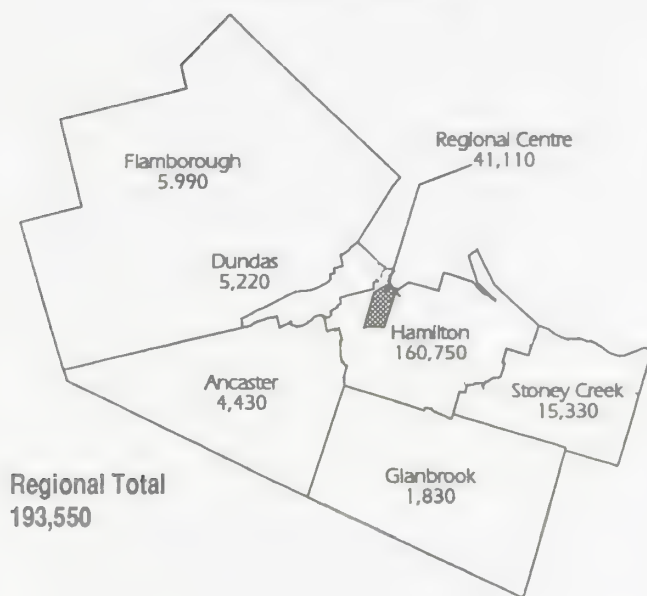 Flamborough
5.990
Regional Centre
41,110
Dundas
5,220
Hamilton
160,750
Ancaster
4,430
Stoney Creek
15,330
Glanbrook
1,830
Regional Total
193,550